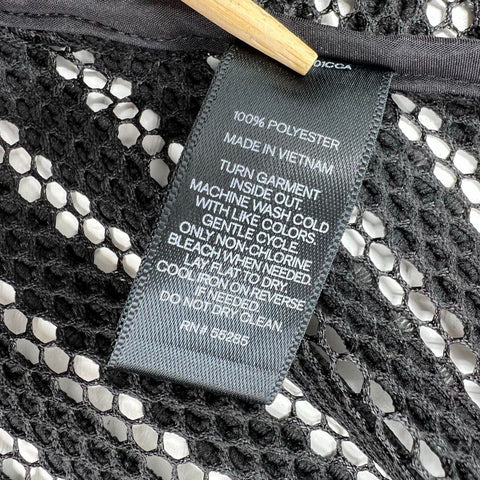 01CCA
100% POLYESTER
MADE IN VIETNAM
TURN GARMENT
INSIDE OUT.
MACHINE WASH COLD
WITH LIKE COLORS.
GENTLE CYCLE.
ONLY NON-CHLORINE
BLEACH WHEN NEEDED.
LAY FLAT TO DRY.
COOL IRON ON REVERSE
IF NEEDED.
DO NOT DRY CLEAN.
RN# 56285